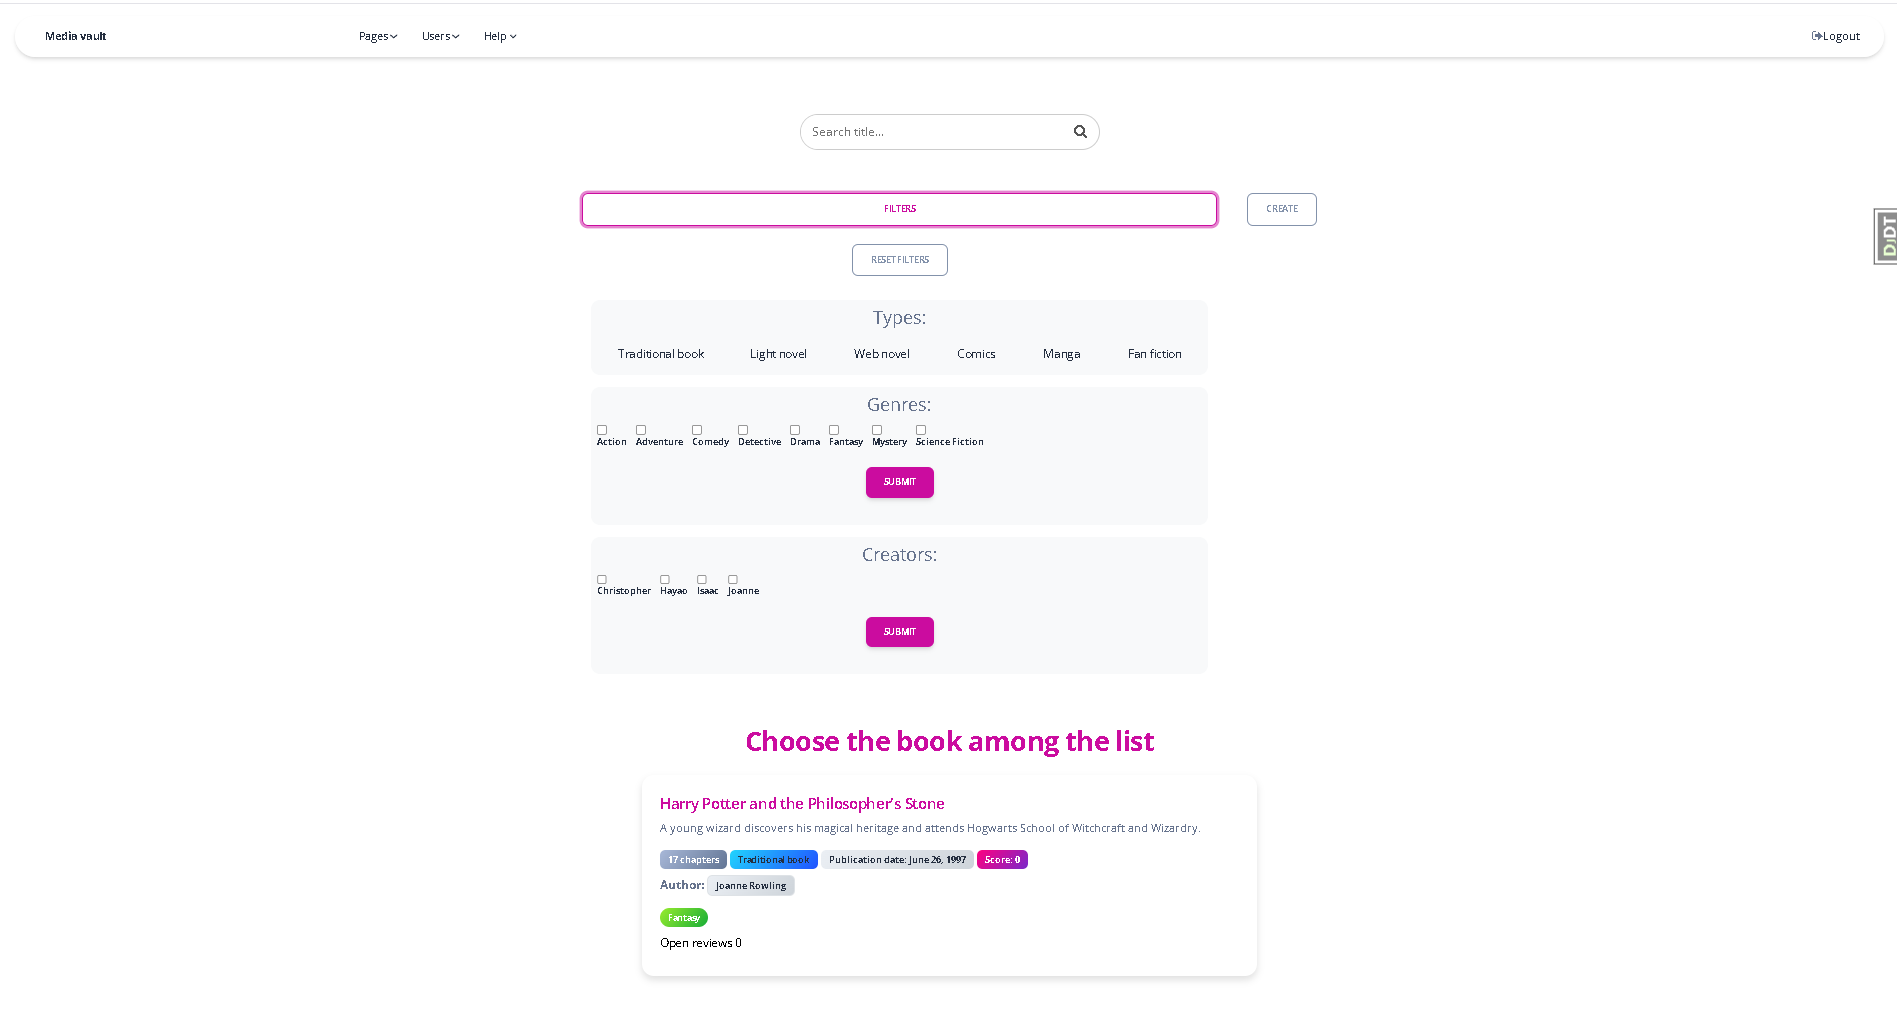 Media vault Pages Users Help Logout
Search title...
FILTERS CREATE
DJDT
RESET FILTERS
Types:
Traditional book Light novel Web novel Comics Manga Fan fiction
Genres:
Action Adventure Comedy Detective Drama Fantasy Mystery Science Fiction
SUBMIT
Creators:
Christopher Hayao Isaac Joanne
SUBMIT
Choose the book among the list
Harry Potter and the Philosopher's Stone
A young wizard discovers his magical heritage and attends Hogwarts School of Witchcraft and Wizardry.
17 chapters Traditional book Publication date: June 26, 1997 Score: 0
Author: Joanne Rowling
Fantasy
Open reviews 0